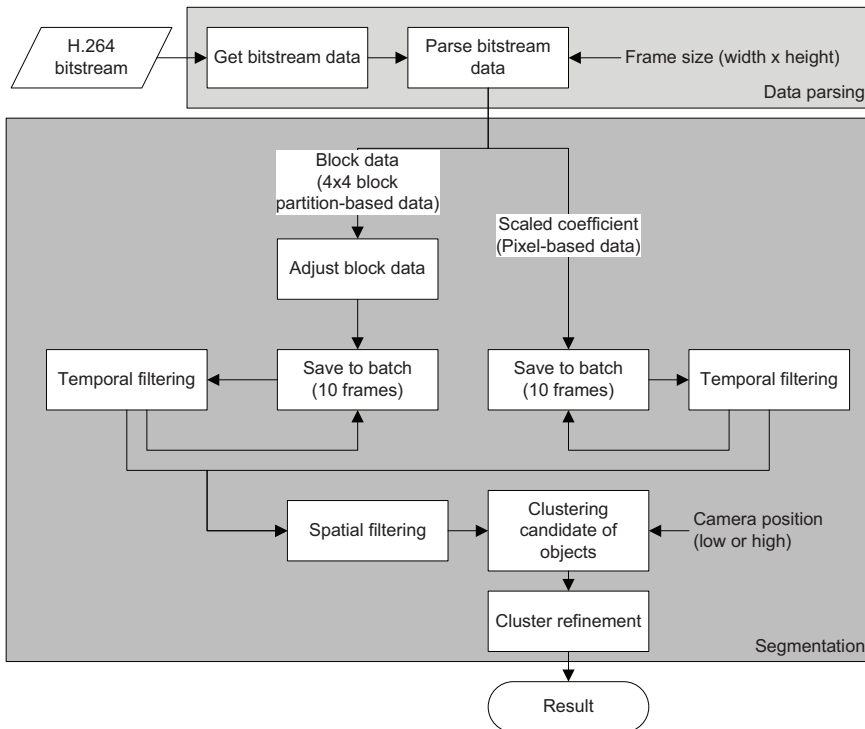 H.264
bitstream
Get bitstream data
Parse bitstream
data
Frame size (width x height)
Data parsing
Block data
(4x4 block
partition-based data)
Scaled coefficient
(Pixel-based data)
Adjust block data
Temporal filtering
Save to batch
(10 frames)
Save to batch
(10 frames)
Temporal filtering
Spatial filtering
Clustering
candidate of
objects
Camera position
(low or high)
Cluster refinement
Segmentation
Result